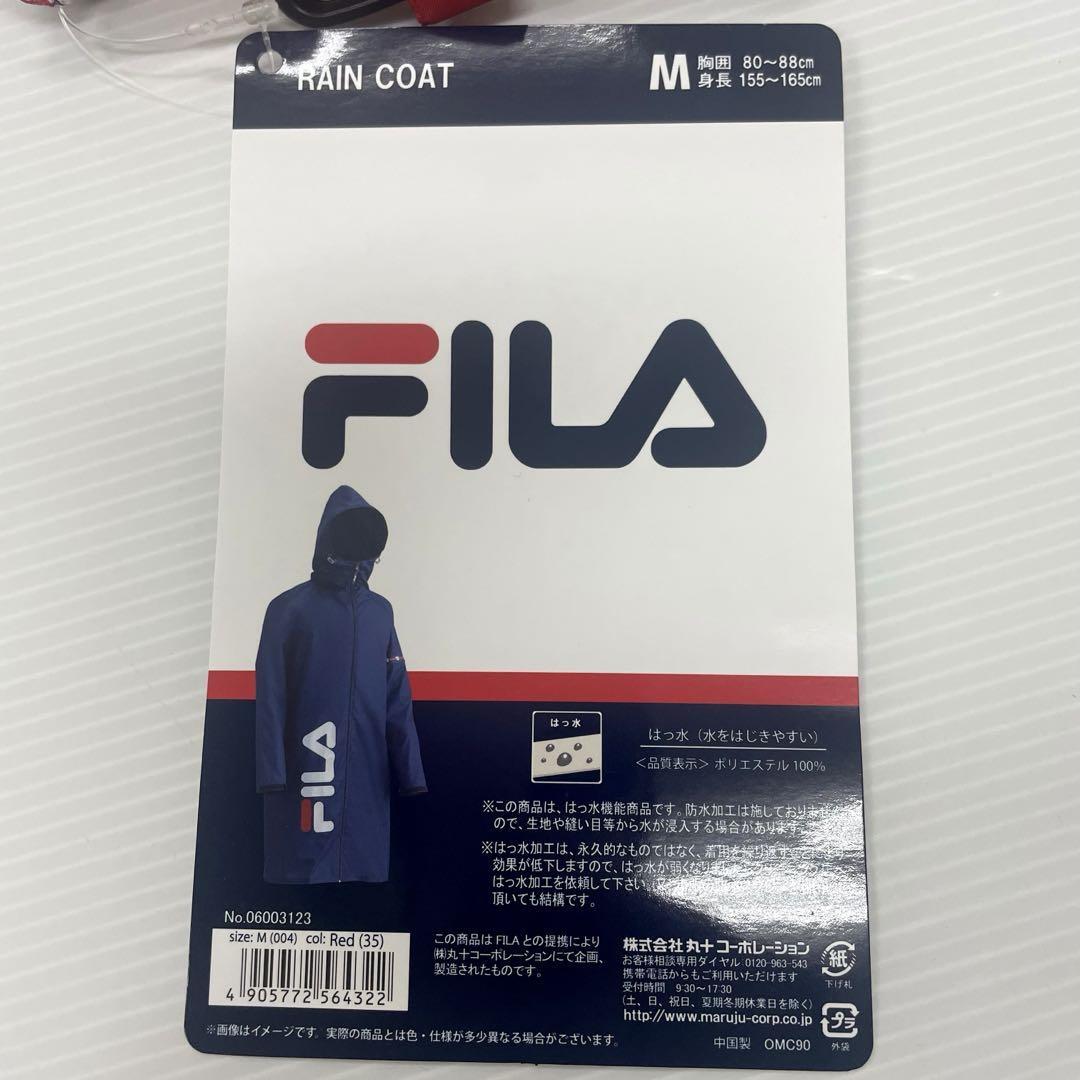 RAIN COAT
M 胸囲 80〜88cm
身長 155〜165cm
FILA
FILA
はっ水
はっ水（水をはじきやすい）
＜品質表示＞ ポリエステル 100%
※この商品は、はっ水機能商品です。防水加工は施しておりません
ので、生地や縫い目等から水が浸入する場合があります。
※はっ水加工は、永久的なものではなく、着用を繰り返すことにより
効果が低下しますので、はっ水が弱くなり
はっ水加工を依頼して下さい。
頂いても結構です。
No.06003123
size: M (004) col: Red (35)
4 905772 564322
この商品は FILA との提携により
㈱丸十コーポレーションにて企画、
製造されたものです。
株式会社 丸十コーポレーション
お客様相談専用ダイヤル 0120-963-543
携帯電話からもご利用いただけます
受付時間 9:30〜17:30
（土、日、祝日、夏期冬期休業日を除く）
http://www.maruju-corp.co.jp
紙
下げ札
プラ
外袋
※画像はイメージです。実際の商品とは色・仕様が多少異なる場合がございます。
中国製 OMC90